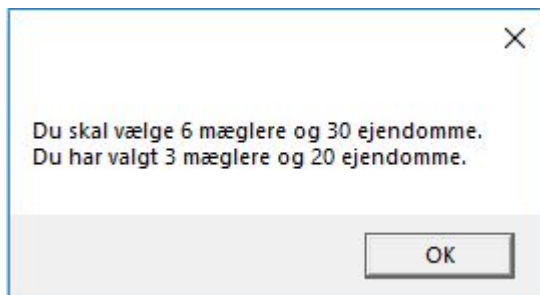 Du skal vælge 6 mæglere og 30 ejendomme.
Du har valgt 3 mæglere og 20 ejendomme.
OK